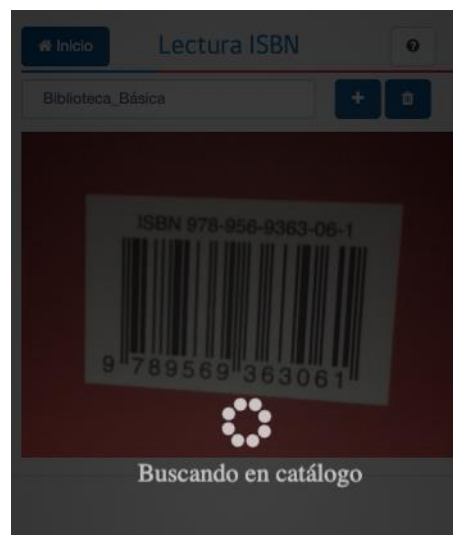 Inicio
Lectura ISBN
Biblioteca_Básica
ISBN 978-956-9363-06-1
9 789569 363061
Buscando en catálogo